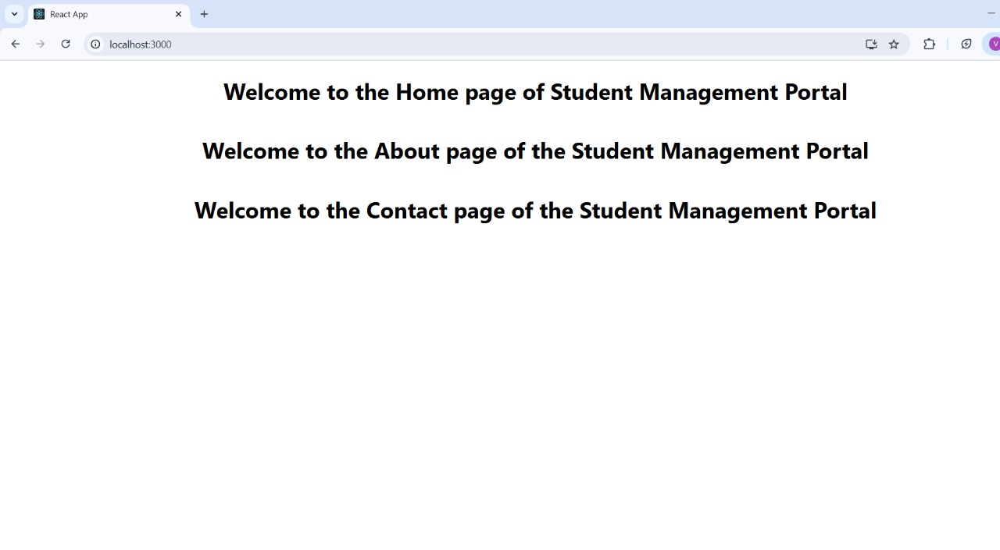 React App
localhost:3000
V
Welcome to the Home page of Student Management Portal
Welcome to the About page of the Student Management Portal
Welcome to the Contact page of the Student Management Portal